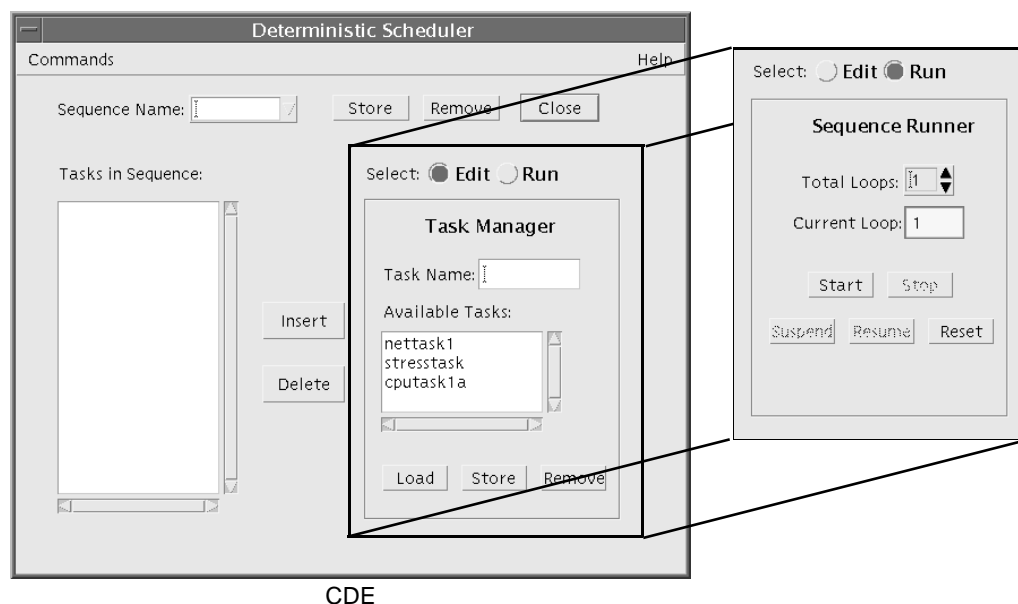 Deterministic Scheduler
Commands Help
Sequence Name: Store Remove Close
Tasks in Sequence:
Insert
Delete
Select: Edit Run
Task Manager
Task Name:
Available Tasks:
nettask1
stresstask
cputask1a
Load Store Remove
Select: Edit Run
Sequence Runner
Total Loops: 1
Current Loop: 1
Start Stop
Suspend Resume Reset
CDE